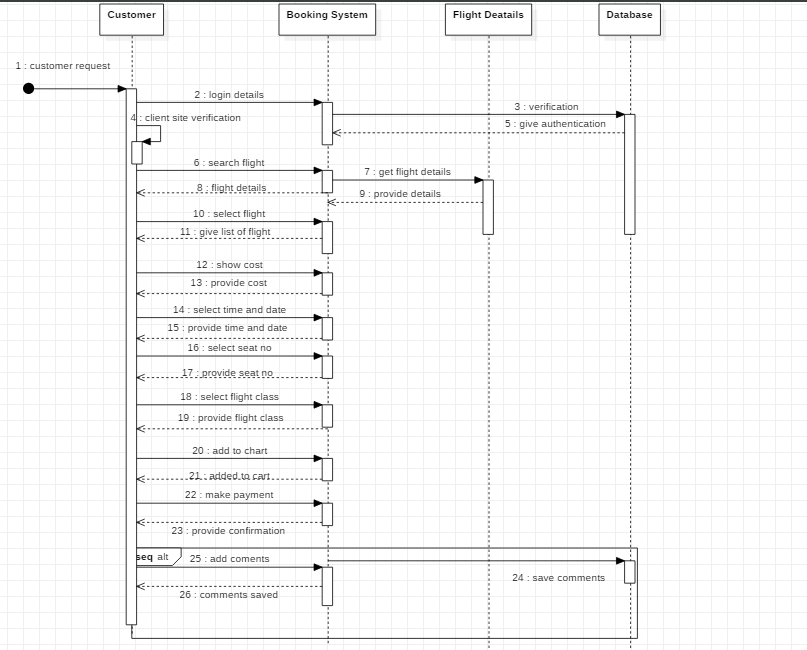 Customer
Booking System
Flight Deatails
Database
1 : customer request
2 : login details
3 : verification
4 : client site verification
5 : give authentication
6 : search flight
7 : get flight details
8 : flight details
9 : provide details
10 : select flight
11 : give list of flight
12 : show cost
13 : provide cost
14 : select time and date
15 : provide time and date
16 : select seat no
17 : provide seat no
18 : select flight class
19 : provide flight class
20 : add to chart
21 : added to cart
22 : make payment
23 : provide confirmation
seq alt
25 : add coments
24 : save comments
26 : comments saved